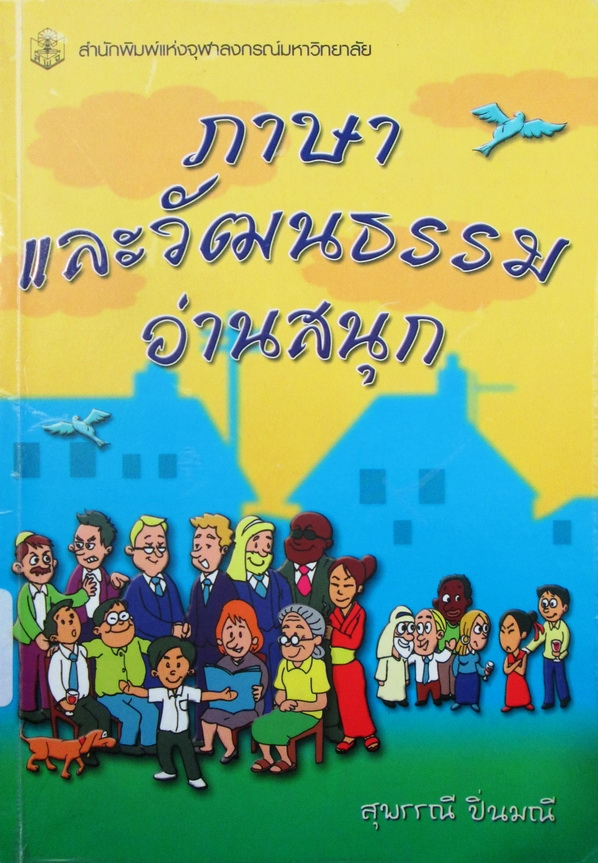 สำนักพิมพ์แห่งจุฬาลงกรณ์มหาวิทยาลัย
ภาษา
และวัฒนธรรม
อ่านสนุก
สุพรรณี ปิ่นมณี